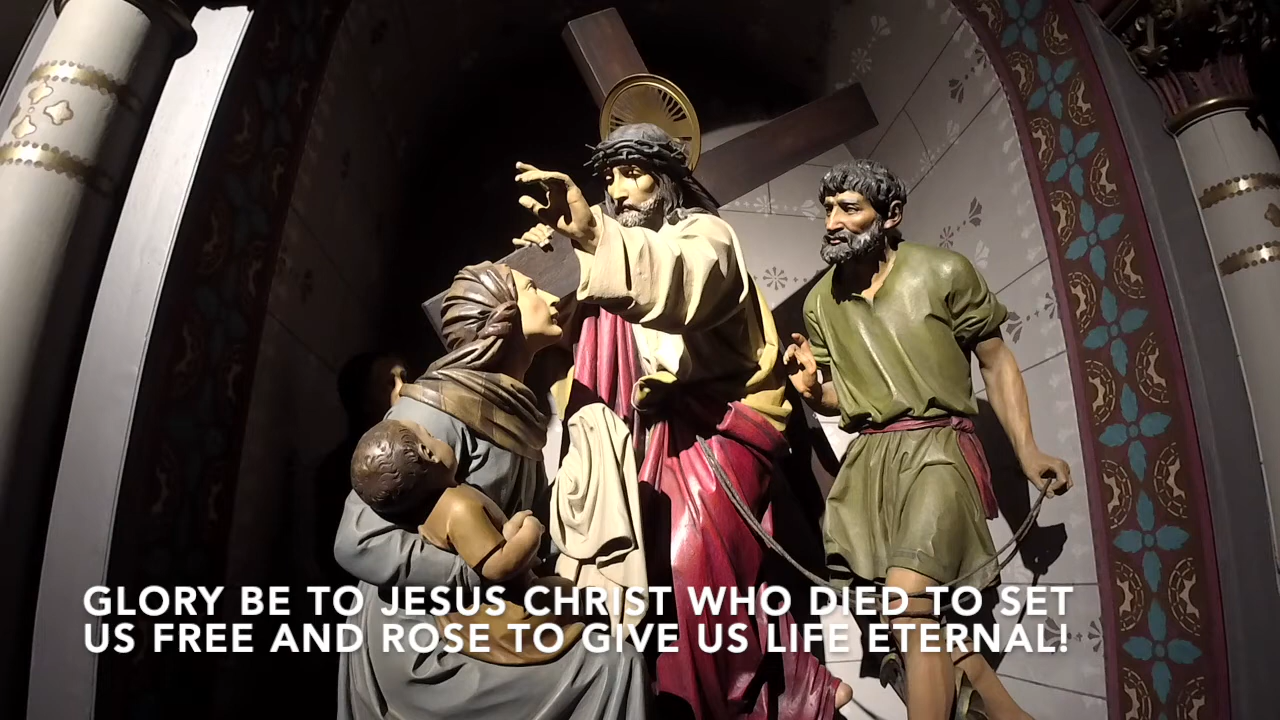 GLORY BE TO JESUS CHRIST WHO DIED TO SET
US FREE AND ROSE TO GIVE US LIFE ETERNAL!